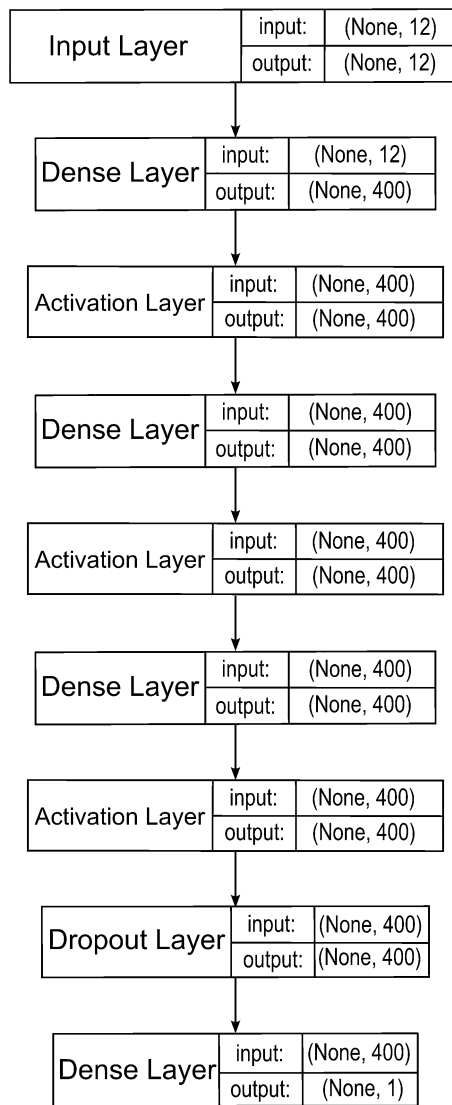 Input Layer
input: (None, 12)
output: (None, 12)
Dense Layer
input: (None, 12)
output: (None, 400)
Activation Layer
input: (None, 400)
output: (None, 400)
Dense Layer
input: (None, 400)
output: (None, 400)
Activation Layer
input: (None, 400)
output: (None, 400)
Dense Layer
input: (None, 400)
output: (None, 400)
Activation Layer
input: (None, 400)
output: (None, 400)
Dropout Layer
input: (None, 400)
output: (None, 400)
Dense Layer
input: (None, 400)
output: (None, 1)